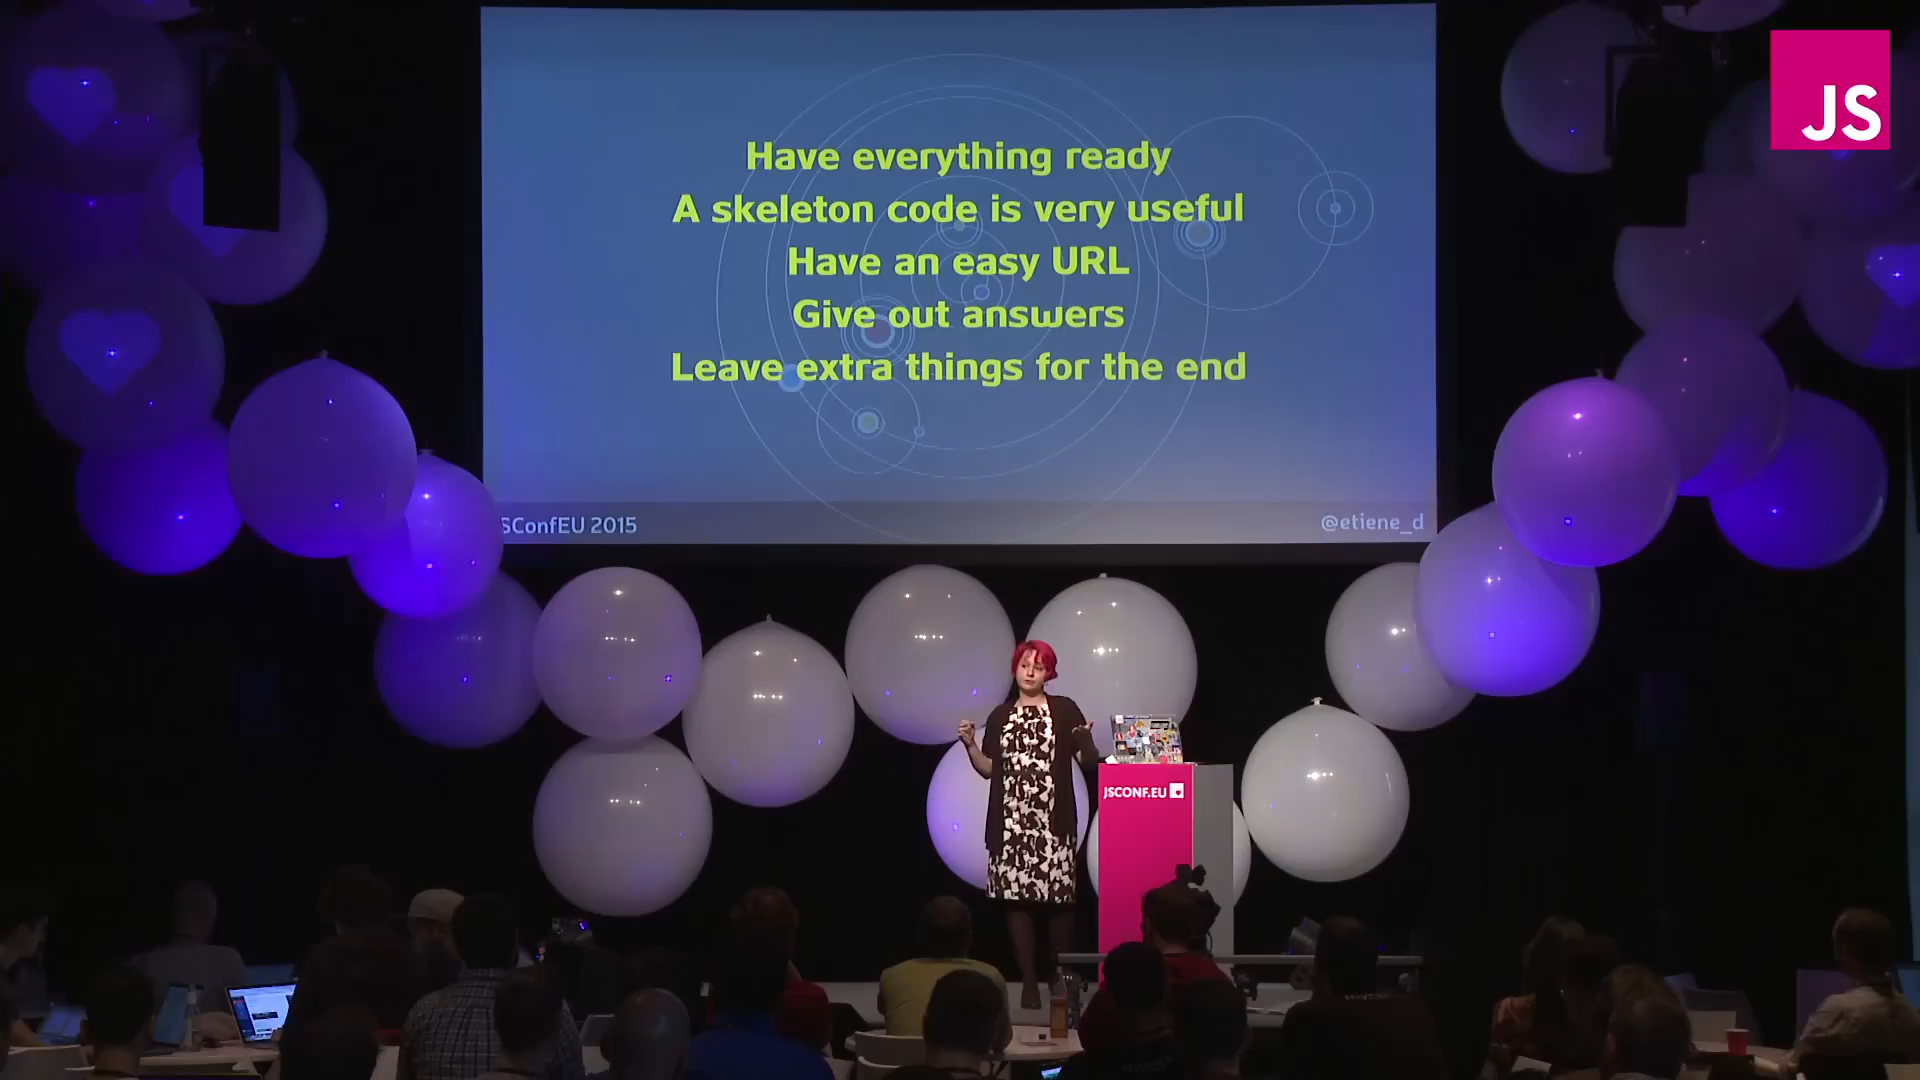 JS
Have everything ready
A skeleton code is very useful
Have an easy URL
Give out answers
Leave extra things for the end
SConfEU 2015
@etiene_d
JSCONF.EU